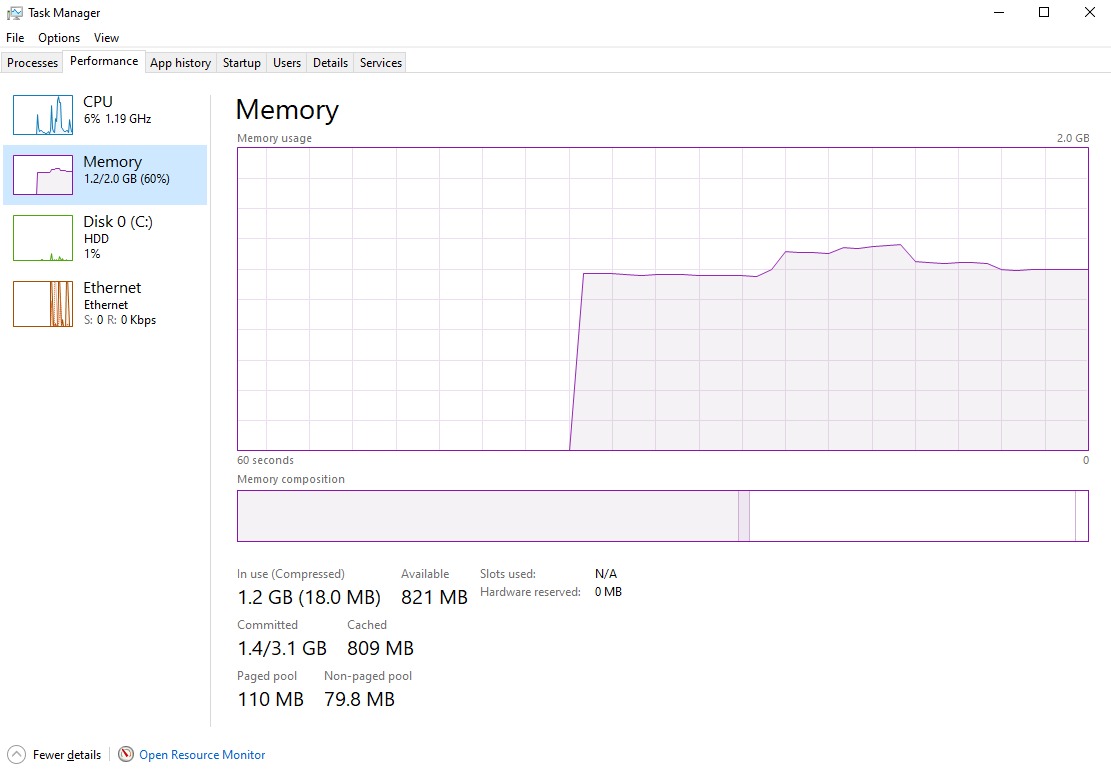 Task Manager
File Options View
Processes Performance App history Startup Users Details Services
CPU
6% 1.19 GHz
Memory
1.2/2.0 GB (60%)
Disk 0 (C:)
HDD
1%
Ethernet
Ethernet
S: 0 R: 0 Kbps
Memory
Memory usage 2.0 GB
60 seconds 0
Memory composition
In use (Compressed) Available Slots used: N/A
1.2 GB (18.0 MB) 821 MB Hardware reserved: 0 MB
Committed Cached
1.4/3.1 GB 809 MB
Paged pool Non-paged pool
110 MB 79.8 MB
Fewer details Open Resource Monitor